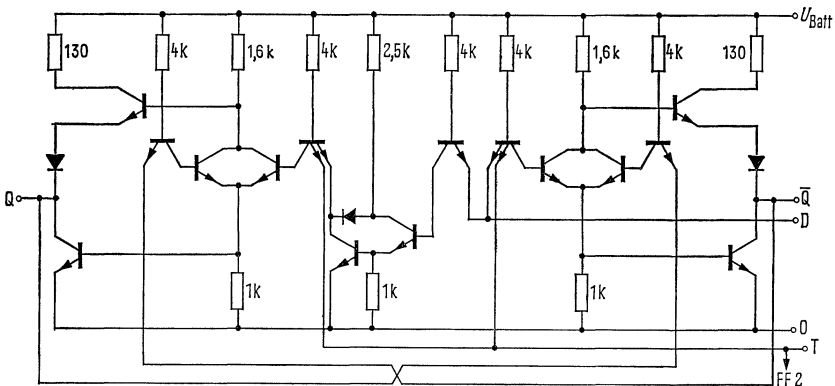 U_Batt
130 4k 1,6k 4k 2,5k 4k 4k 1,6k 4k 130
Q Q̅
D
1k 1k 1k
0
T
FF 2